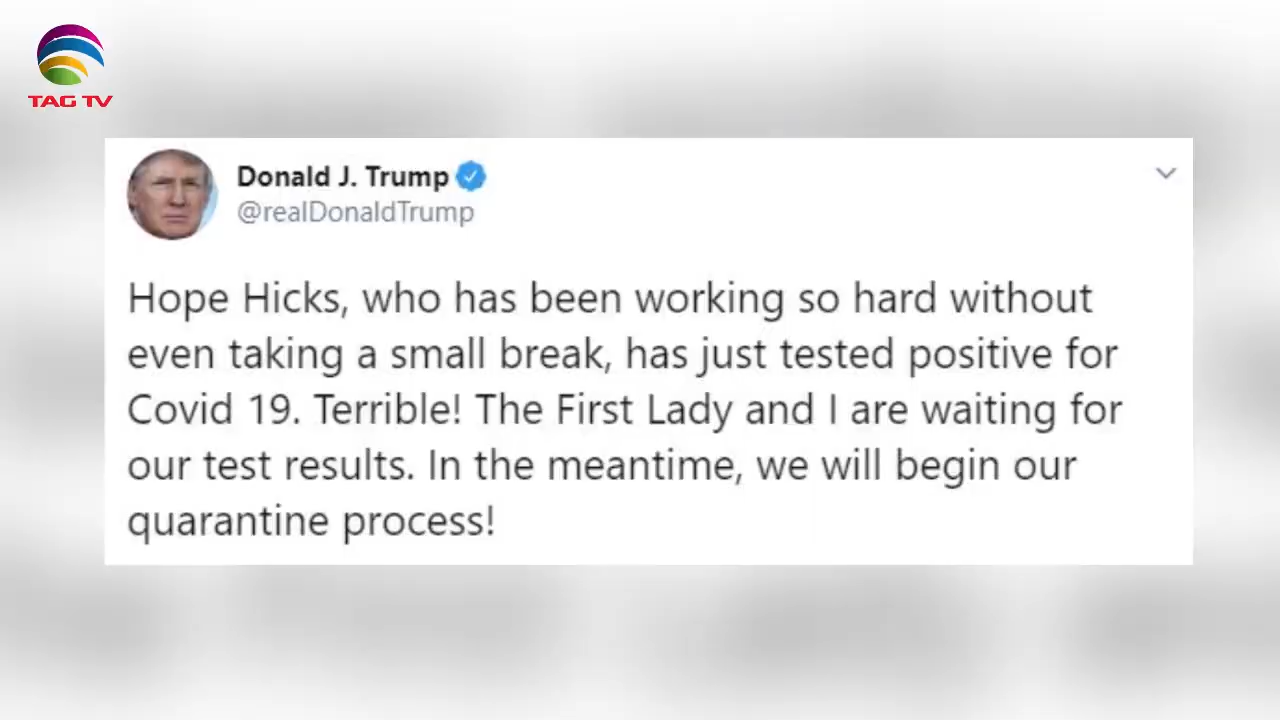 TAG TV
Donald J. Trump
@realDonaldTrump
Hope Hicks, who has been working so hard without
even taking a small break, has just tested positive for
Covid 19. Terrible! The First Lady and I are waiting for
our test results. In the meantime, we will begin our
quarantine process!